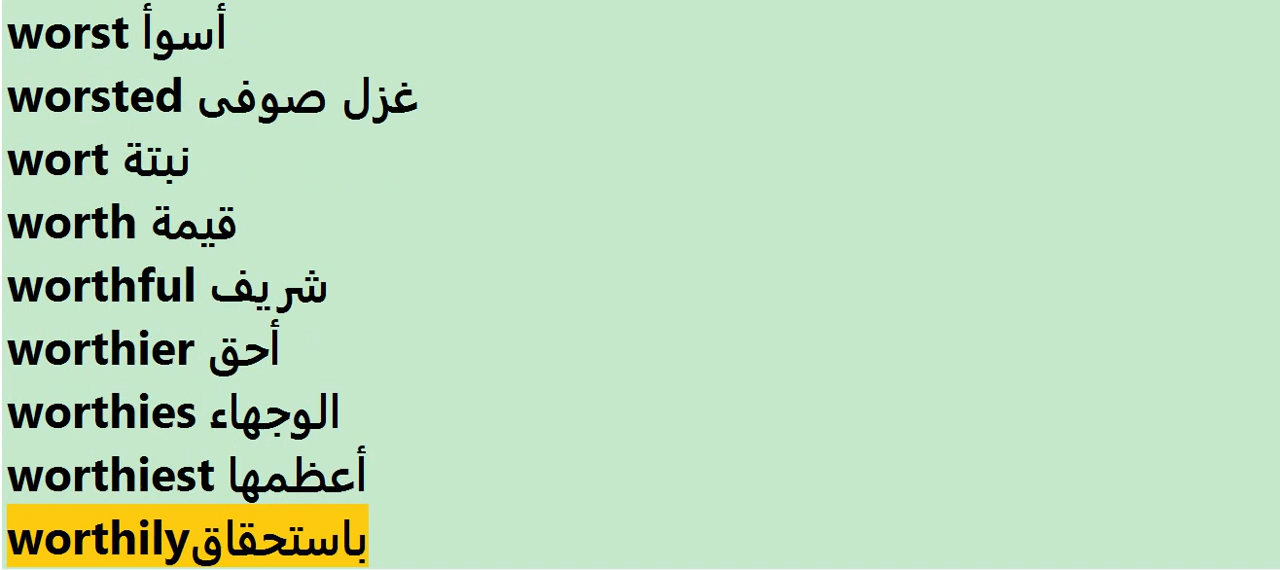 worst أسوأ
worsted غزل صوفى
wort نبتة
worth قيمة
worthful شريف
worthier أحق
worthies الوجهاء
worthiest أعظمها
worthilyباستحقاق